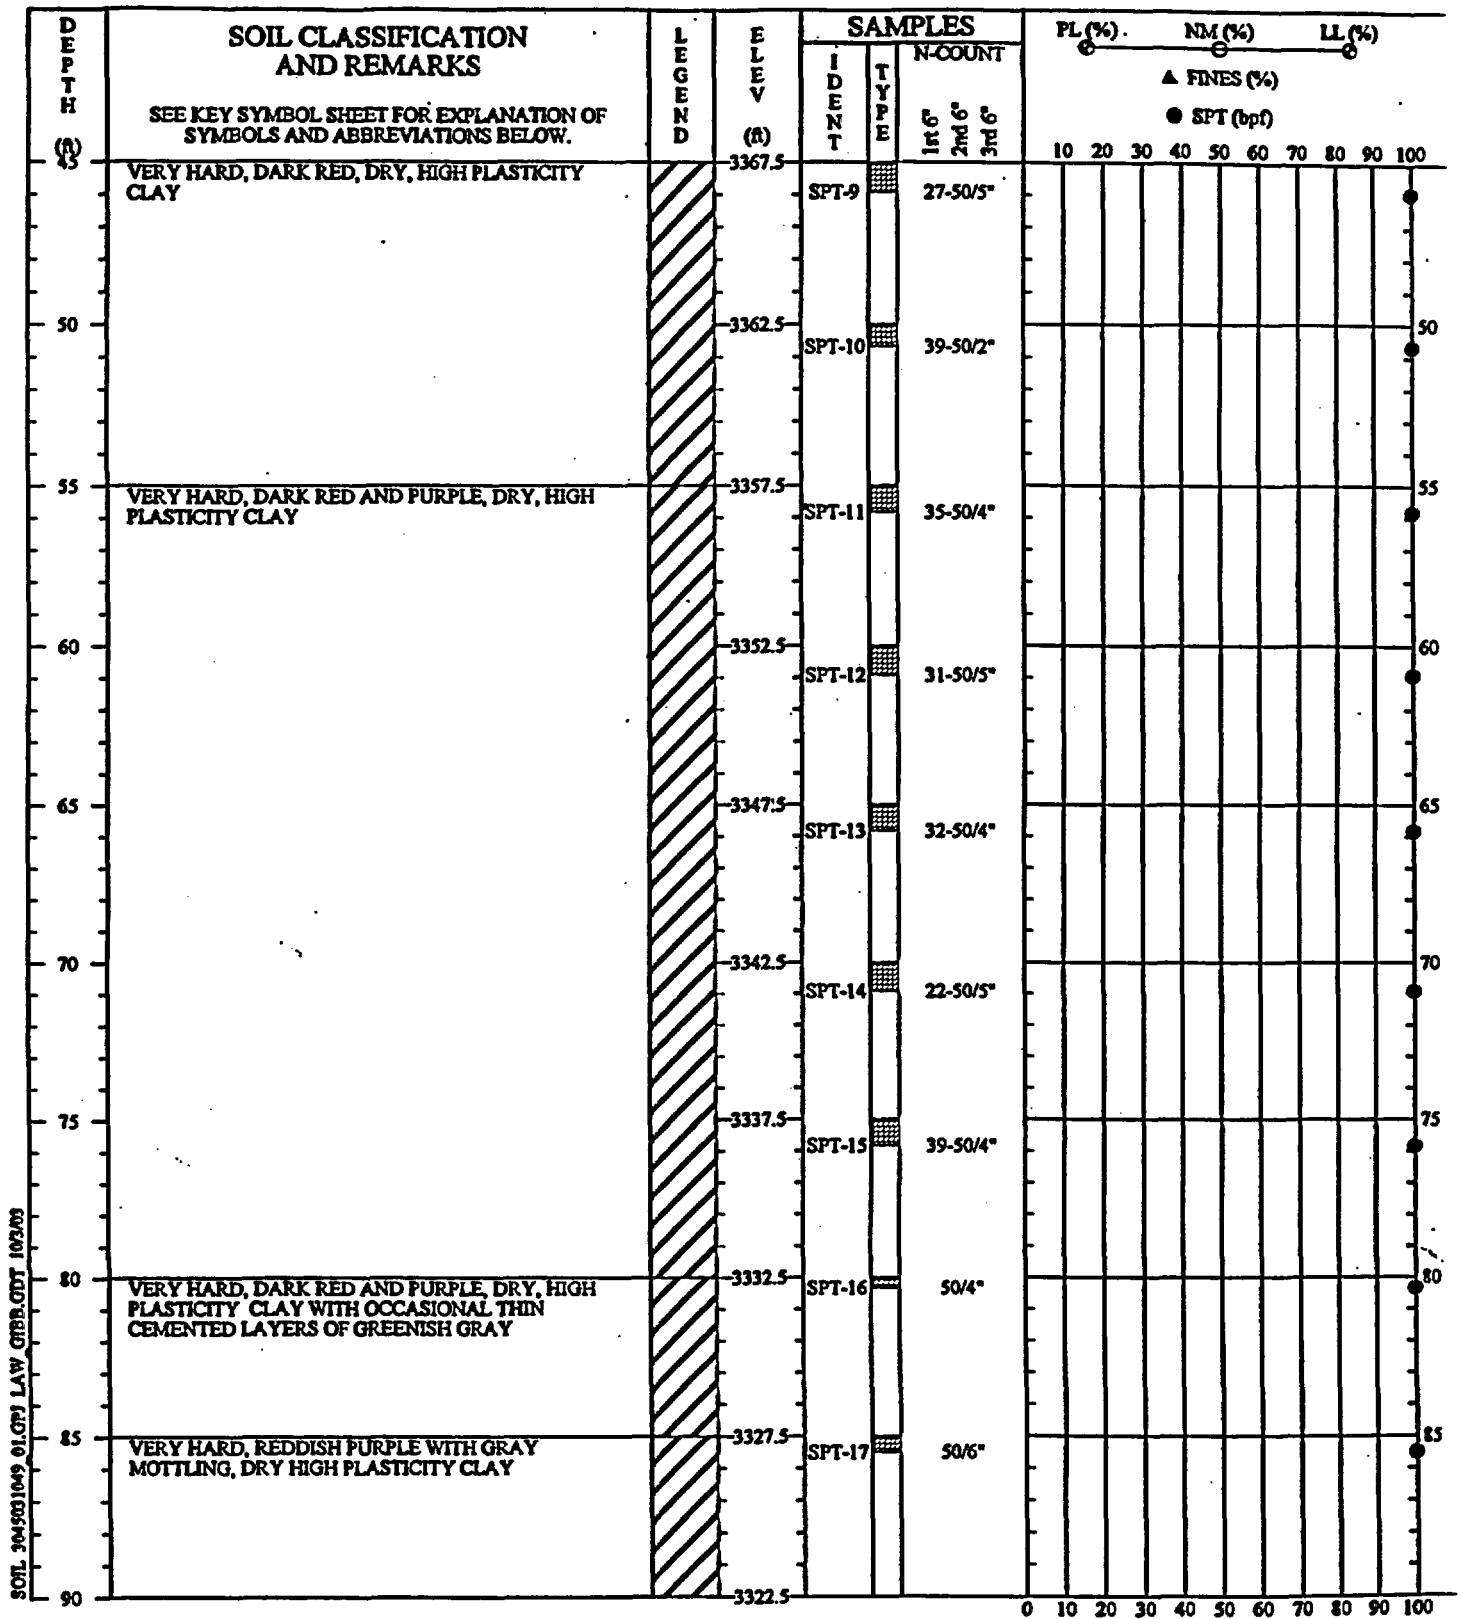 DEPTH (ft)
SOIL CLASSIFICATION
AND REMARKS
SEE KEY SYMBOL SHEET FOR EXPLANATION OF
SYMBOLS AND ABBREVIATIONS BELOW.
LEGEND
ELEV (ft)
SAMPLES
IDENT
TYPE
N-COUNT
1st 6"
2nd 6"
3rd 6"
PL (%) NM (%) LL (%)
▲ FINES (%)
● SPT (bpf)
10 20 30 40 50 60 70 80 90 100
45 VERY HARD, DARK RED, DRY, HIGH PLASTICITY 3367.5
CLAY SPT-9 27-50/5"
50 3362.5 50
SPT-10 39-50/2"
55 VERY HARD, DARK RED AND PURPLE, DRY, HIGH 3357.5 55
PLASTICITY CLAY SPT-11 35-50/4"
60 3352.5 60
SPT-12 31-50/5"
65 3347.5 65
SPT-13 32-50/4"
70 3342.5 70
SPT-14 22-50/5"
75 3337.5 75
SPT-15 39-50/4"
80 VERY HARD, DARK RED AND PURPLE, DRY, HIGH 3332.5 80
PLASTICITY CLAY WITH OCCASIONAL THIN SPT-16 50/4"
CEMENTED LAYERS OF GREENISH GRAY
85 VERY HARD, REDDISH PURPLE WITH GRAY 3327.5 85
MOTTLING, DRY HIGH PLASTICITY CLAY SPT-17 50/6"
90 3322.5
0 10 20 30 40 50 60 70 80 90 100
SOIL 3045031049_01.GPJ LAW_GIBB.GDT 10/3/03